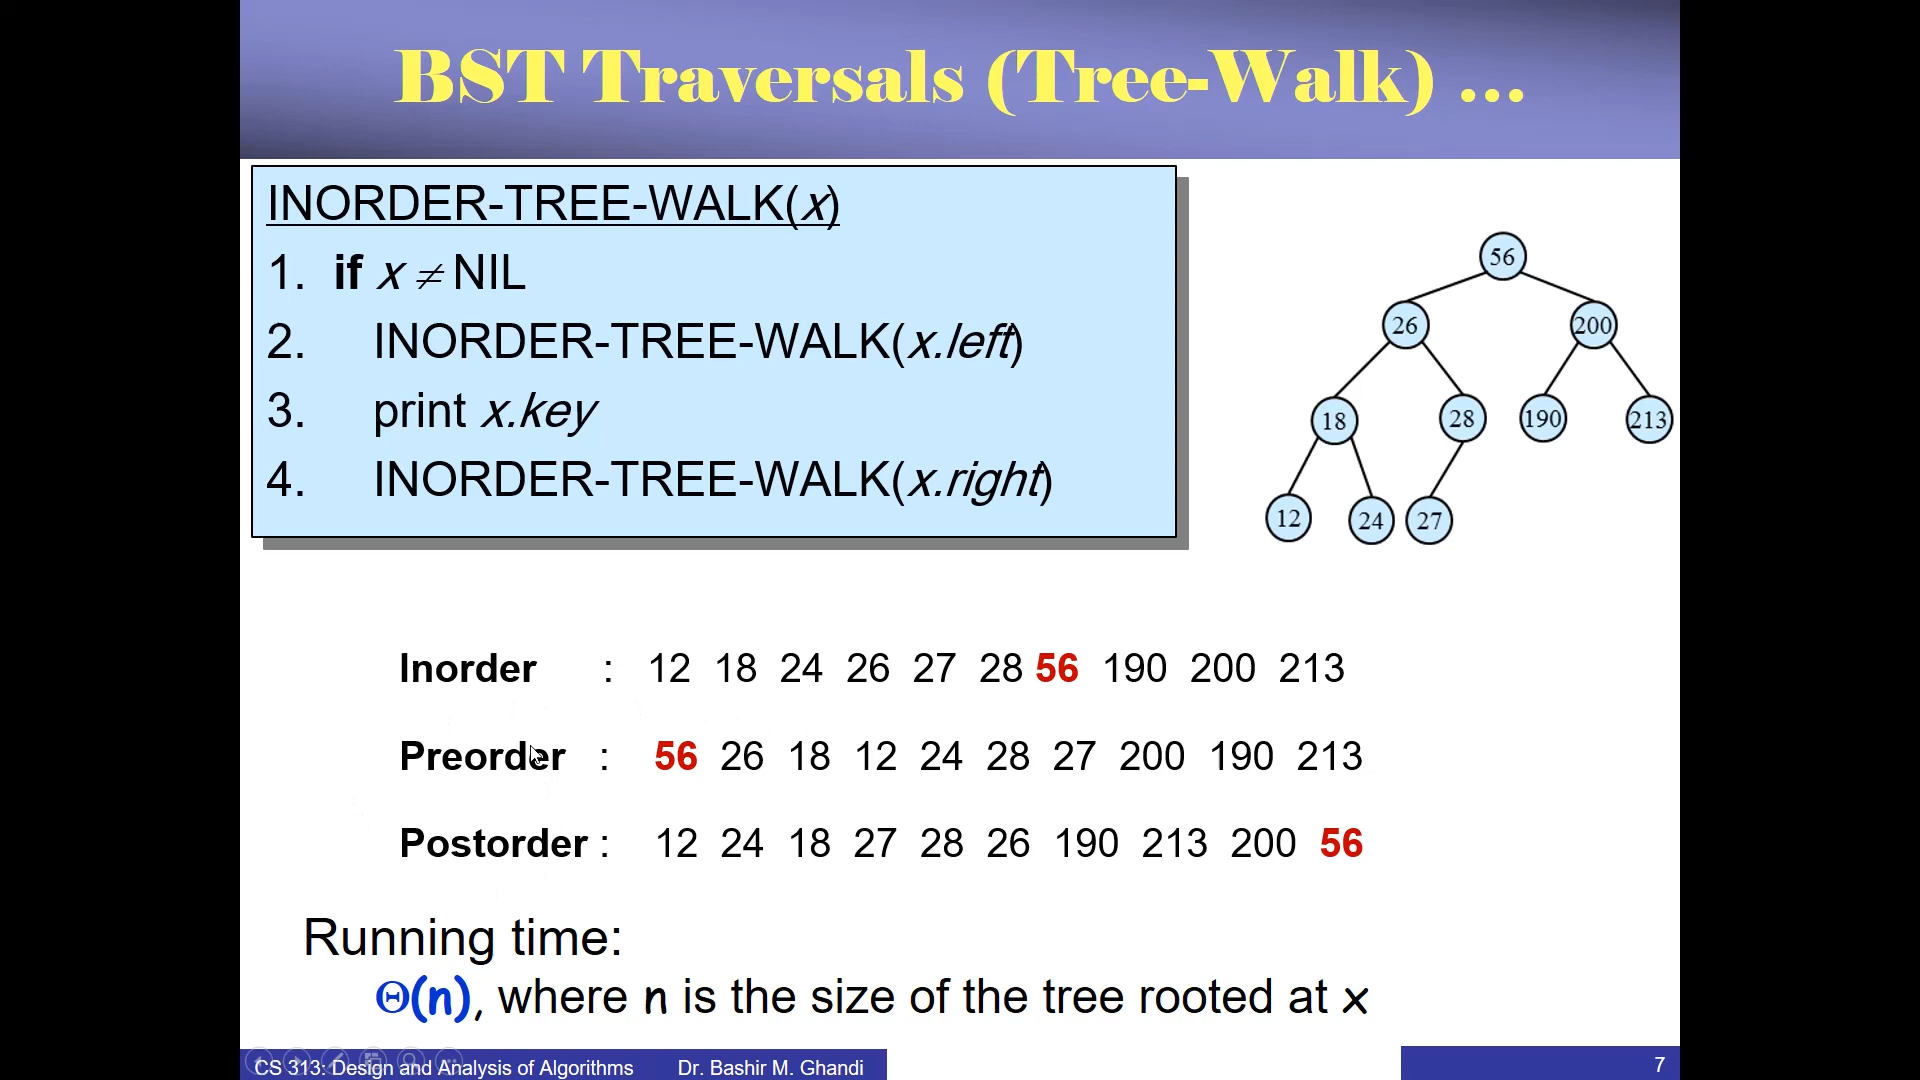 BST Traversals (Tree-Walk) ...
INORDER-TREE-WALK(x)
1. if x ≠ NIL
2. INORDER-TREE-WALK(x.left)
3. print x.key
4. INORDER-TREE-WALK(x.right)
56
26 200
18 28 190 213
12 24 27
Inorder : 12 18 24 26 27 28 56 190 200 213
Preorder : 56 26 18 12 24 28 27 200 190 213
Postorder : 12 24 18 27 28 26 190 213 200 56
Running time:
Θ(n), where n is the size of the tree rooted at x
CS 313: Design and Analysis of Algorithms Dr. Bashir M. Ghandi 7